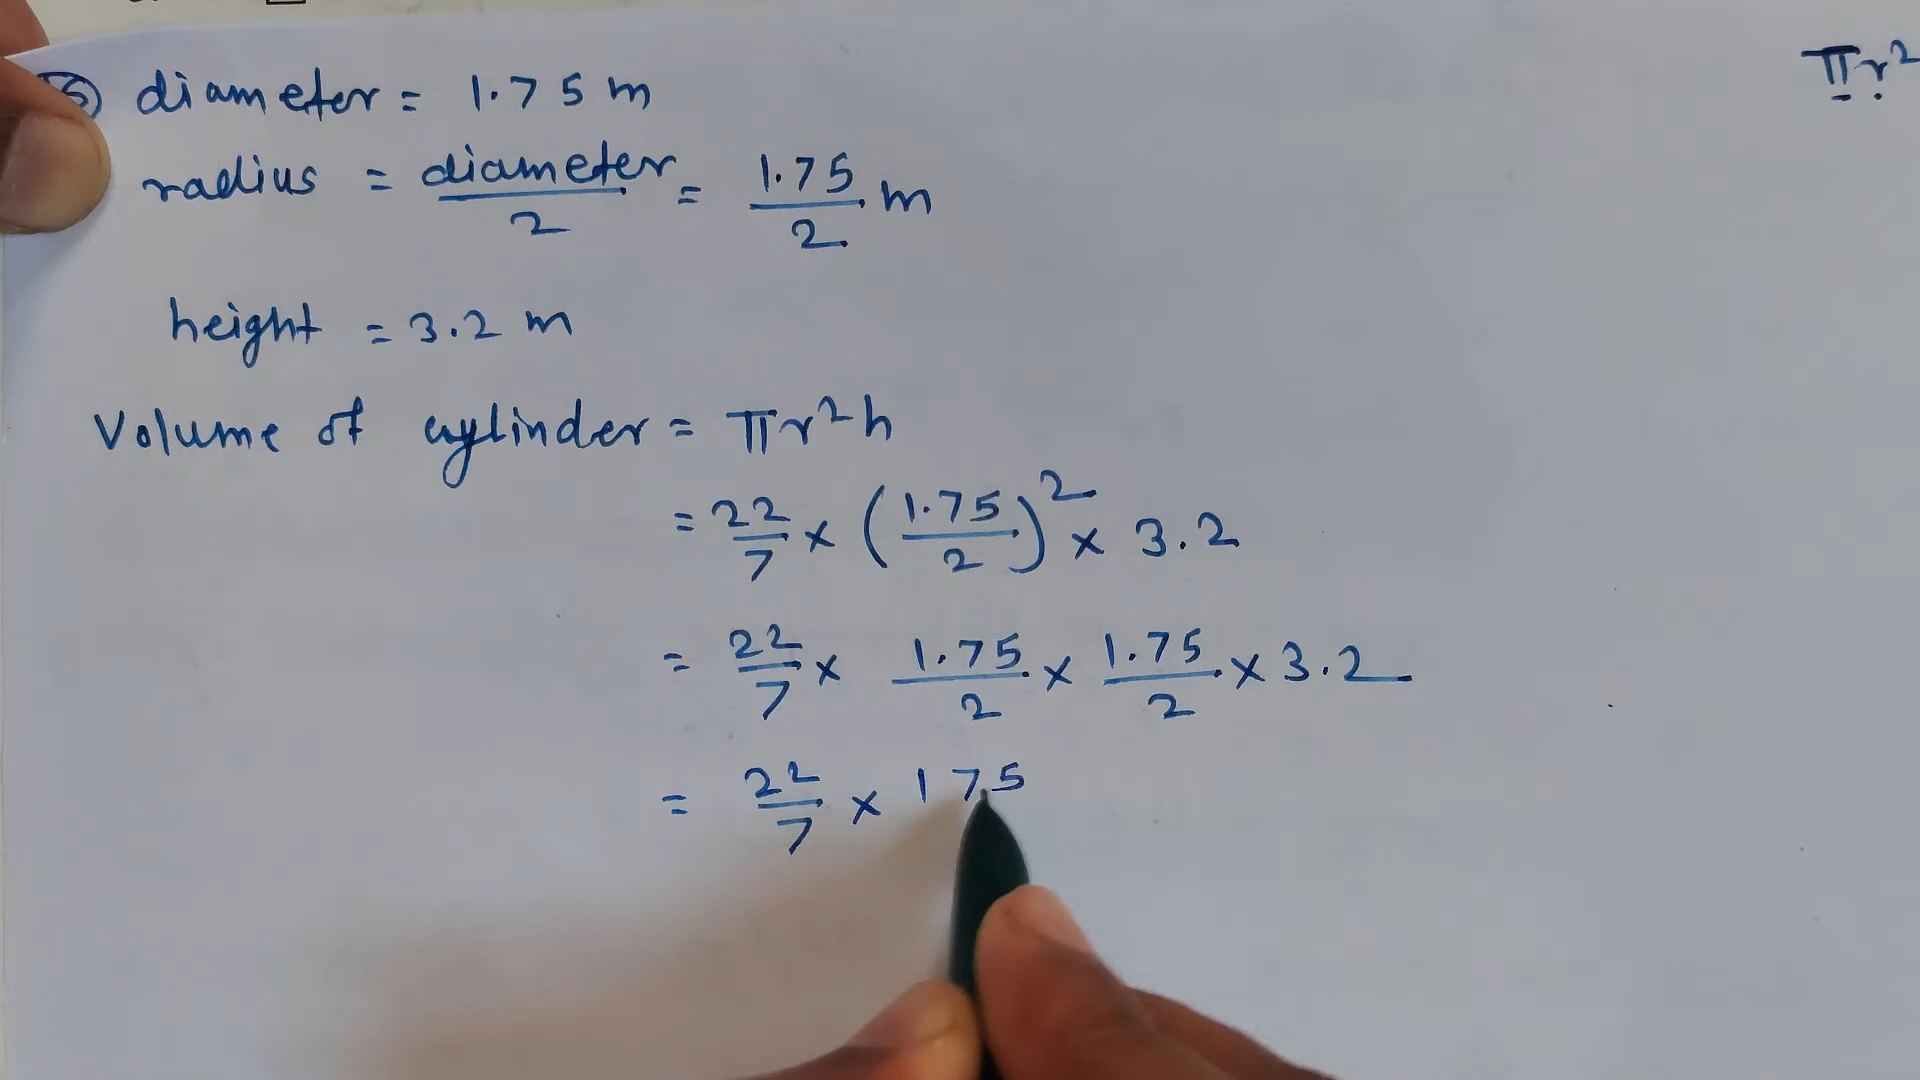 πr²
⑥ diameter = 1.75 m
radius = diameter/2 = 1.75/2 m
height = 3.2 m
Volume of cylinder = πr²h
= 22/7 × (1.75/2)² × 3.2
= 22/7 × 1.75/2 × 1.75/2 × 3.2
= 22/7 × 175